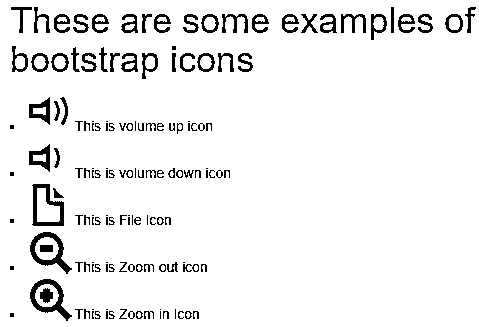 These are some examples of
bootstrap icons
This is volume up icon
This is volume down icon
This is File Icon
This is Zoom out icon
This is Zoom in Icon